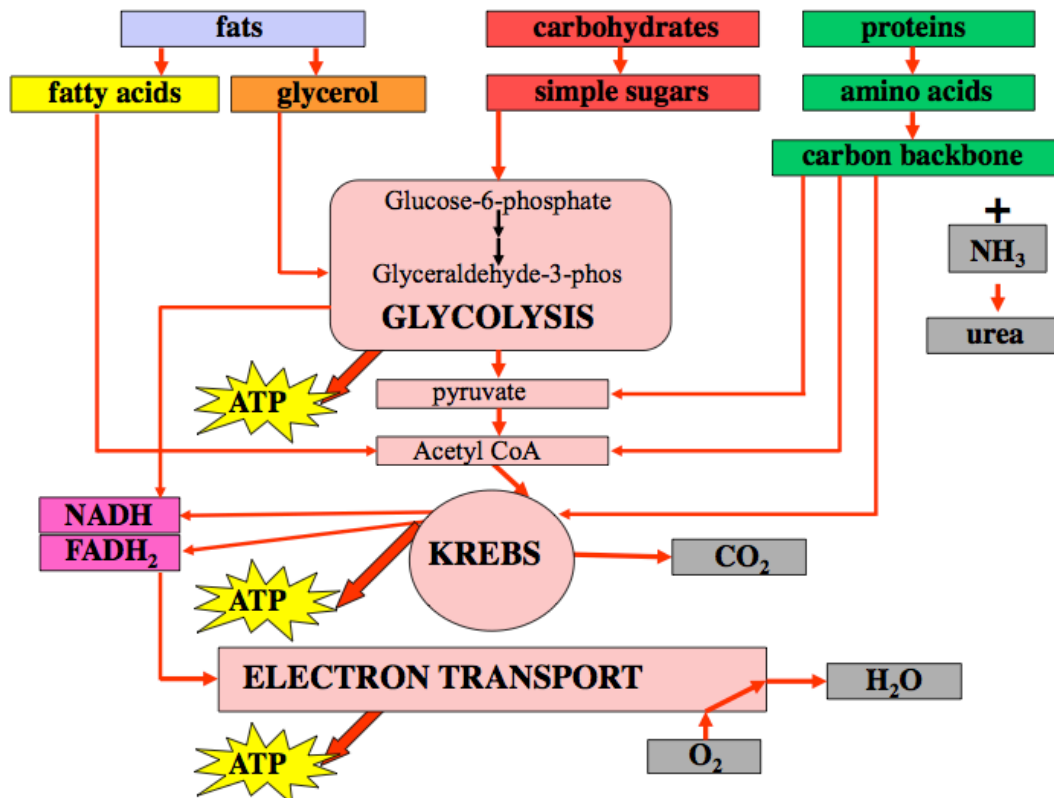 fats
carbohydrates
proteins
fatty acids
glycerol
simple sugars
amino acids
carbon backbone
Glucose-6-phosphate
+
NH₃
Glyceraldehyde-3-phos
GLYCOLYSIS
urea
ATP
pyruvate
Acetyl CoA
NADH
FADH₂
KREBS
CO₂
ATP
ELECTRON TRANSPORT
H₂O
ATP
O₂